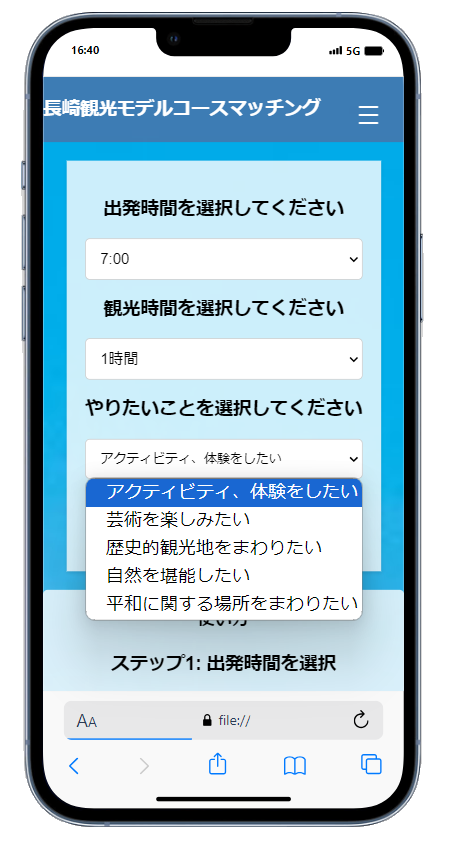 16:40
5G
長崎観光モデルコースマッチング
出発時間を選択してください
7:00
観光時間を選択してください
1時間
やりたいことを選択してください
アクティビティ、体験をしたい
アクティビティ、体験をしたい
芸術を楽しみたい
歴史的観光地をまわりたい
自然を堪能したい
平和に関する場所をまわりたい
使い方
ステップ1: 出発時間を選択
AA
file://